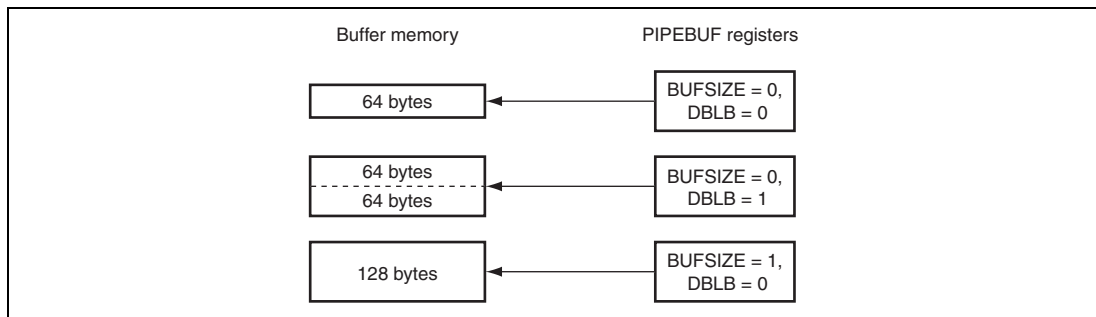 Buffer memory
PIPEBUF registers
64 bytes
BUFSIZE = 0,
DBLB = 0
64 bytes
64 bytes
BUFSIZE = 0,
DBLB = 1
128 bytes
BUFSIZE = 1,
DBLB = 0